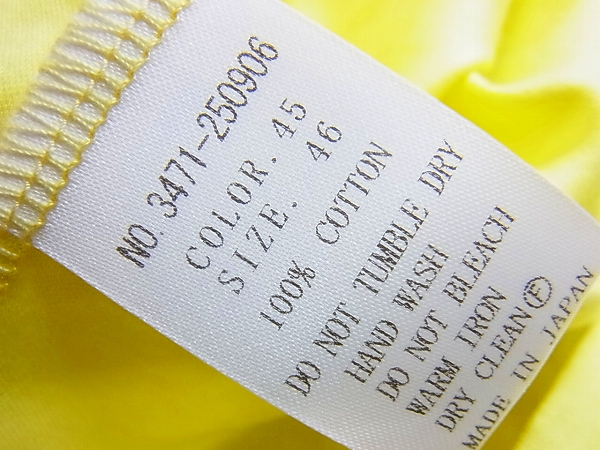 NO. 3471-250906
COLOR. 45
SIZE. 46
100% COTTON
DO NOT TUMBLE DRY
HAND WASH
DO NOT BLEACH
WARM IRON
DRY CLEAN Ⓕ
MADE IN JAPAN